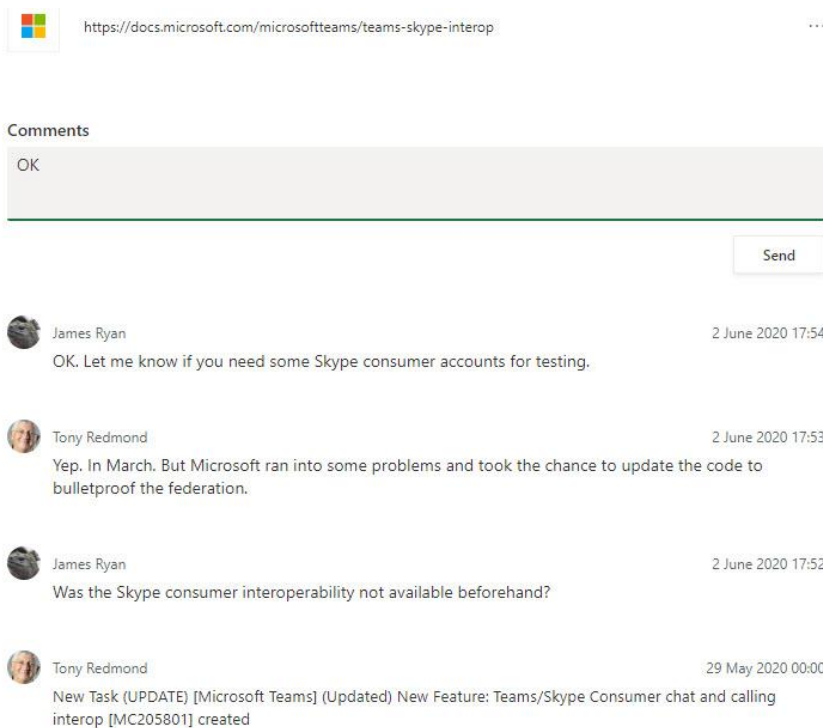 https://docs.microsoft.com/microsoftteams/teams-skype-interop
...
Comments
OK
Send
James Ryan 2 June 2020 17:54
OK. Let me know if you need some Skype consumer accounts for testing.
Tony Redmond 2 June 2020 17:53
Yep. In March. But Microsoft ran into some problems and took the chance to update the code to
bulletproof the federation.
James Ryan 2 June 2020 17:52
Was the Skype consumer interoperability not available beforehand?
Tony Redmond 29 May 2020 00:00
New Task (UPDATE) [Microsoft Teams] (Updated) New Feature: Teams/Skype Consumer chat and calling
interop [MC205801] created